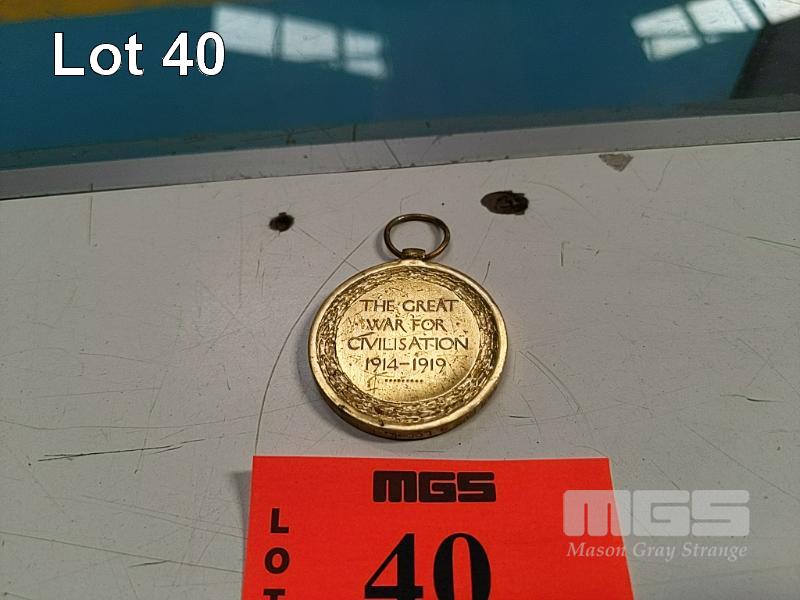 Lot 40
THE GREAT
WAR FOR
CIVILISATION
1914-1919
MGS
LOT
40
MGS
Mason Gray Strange